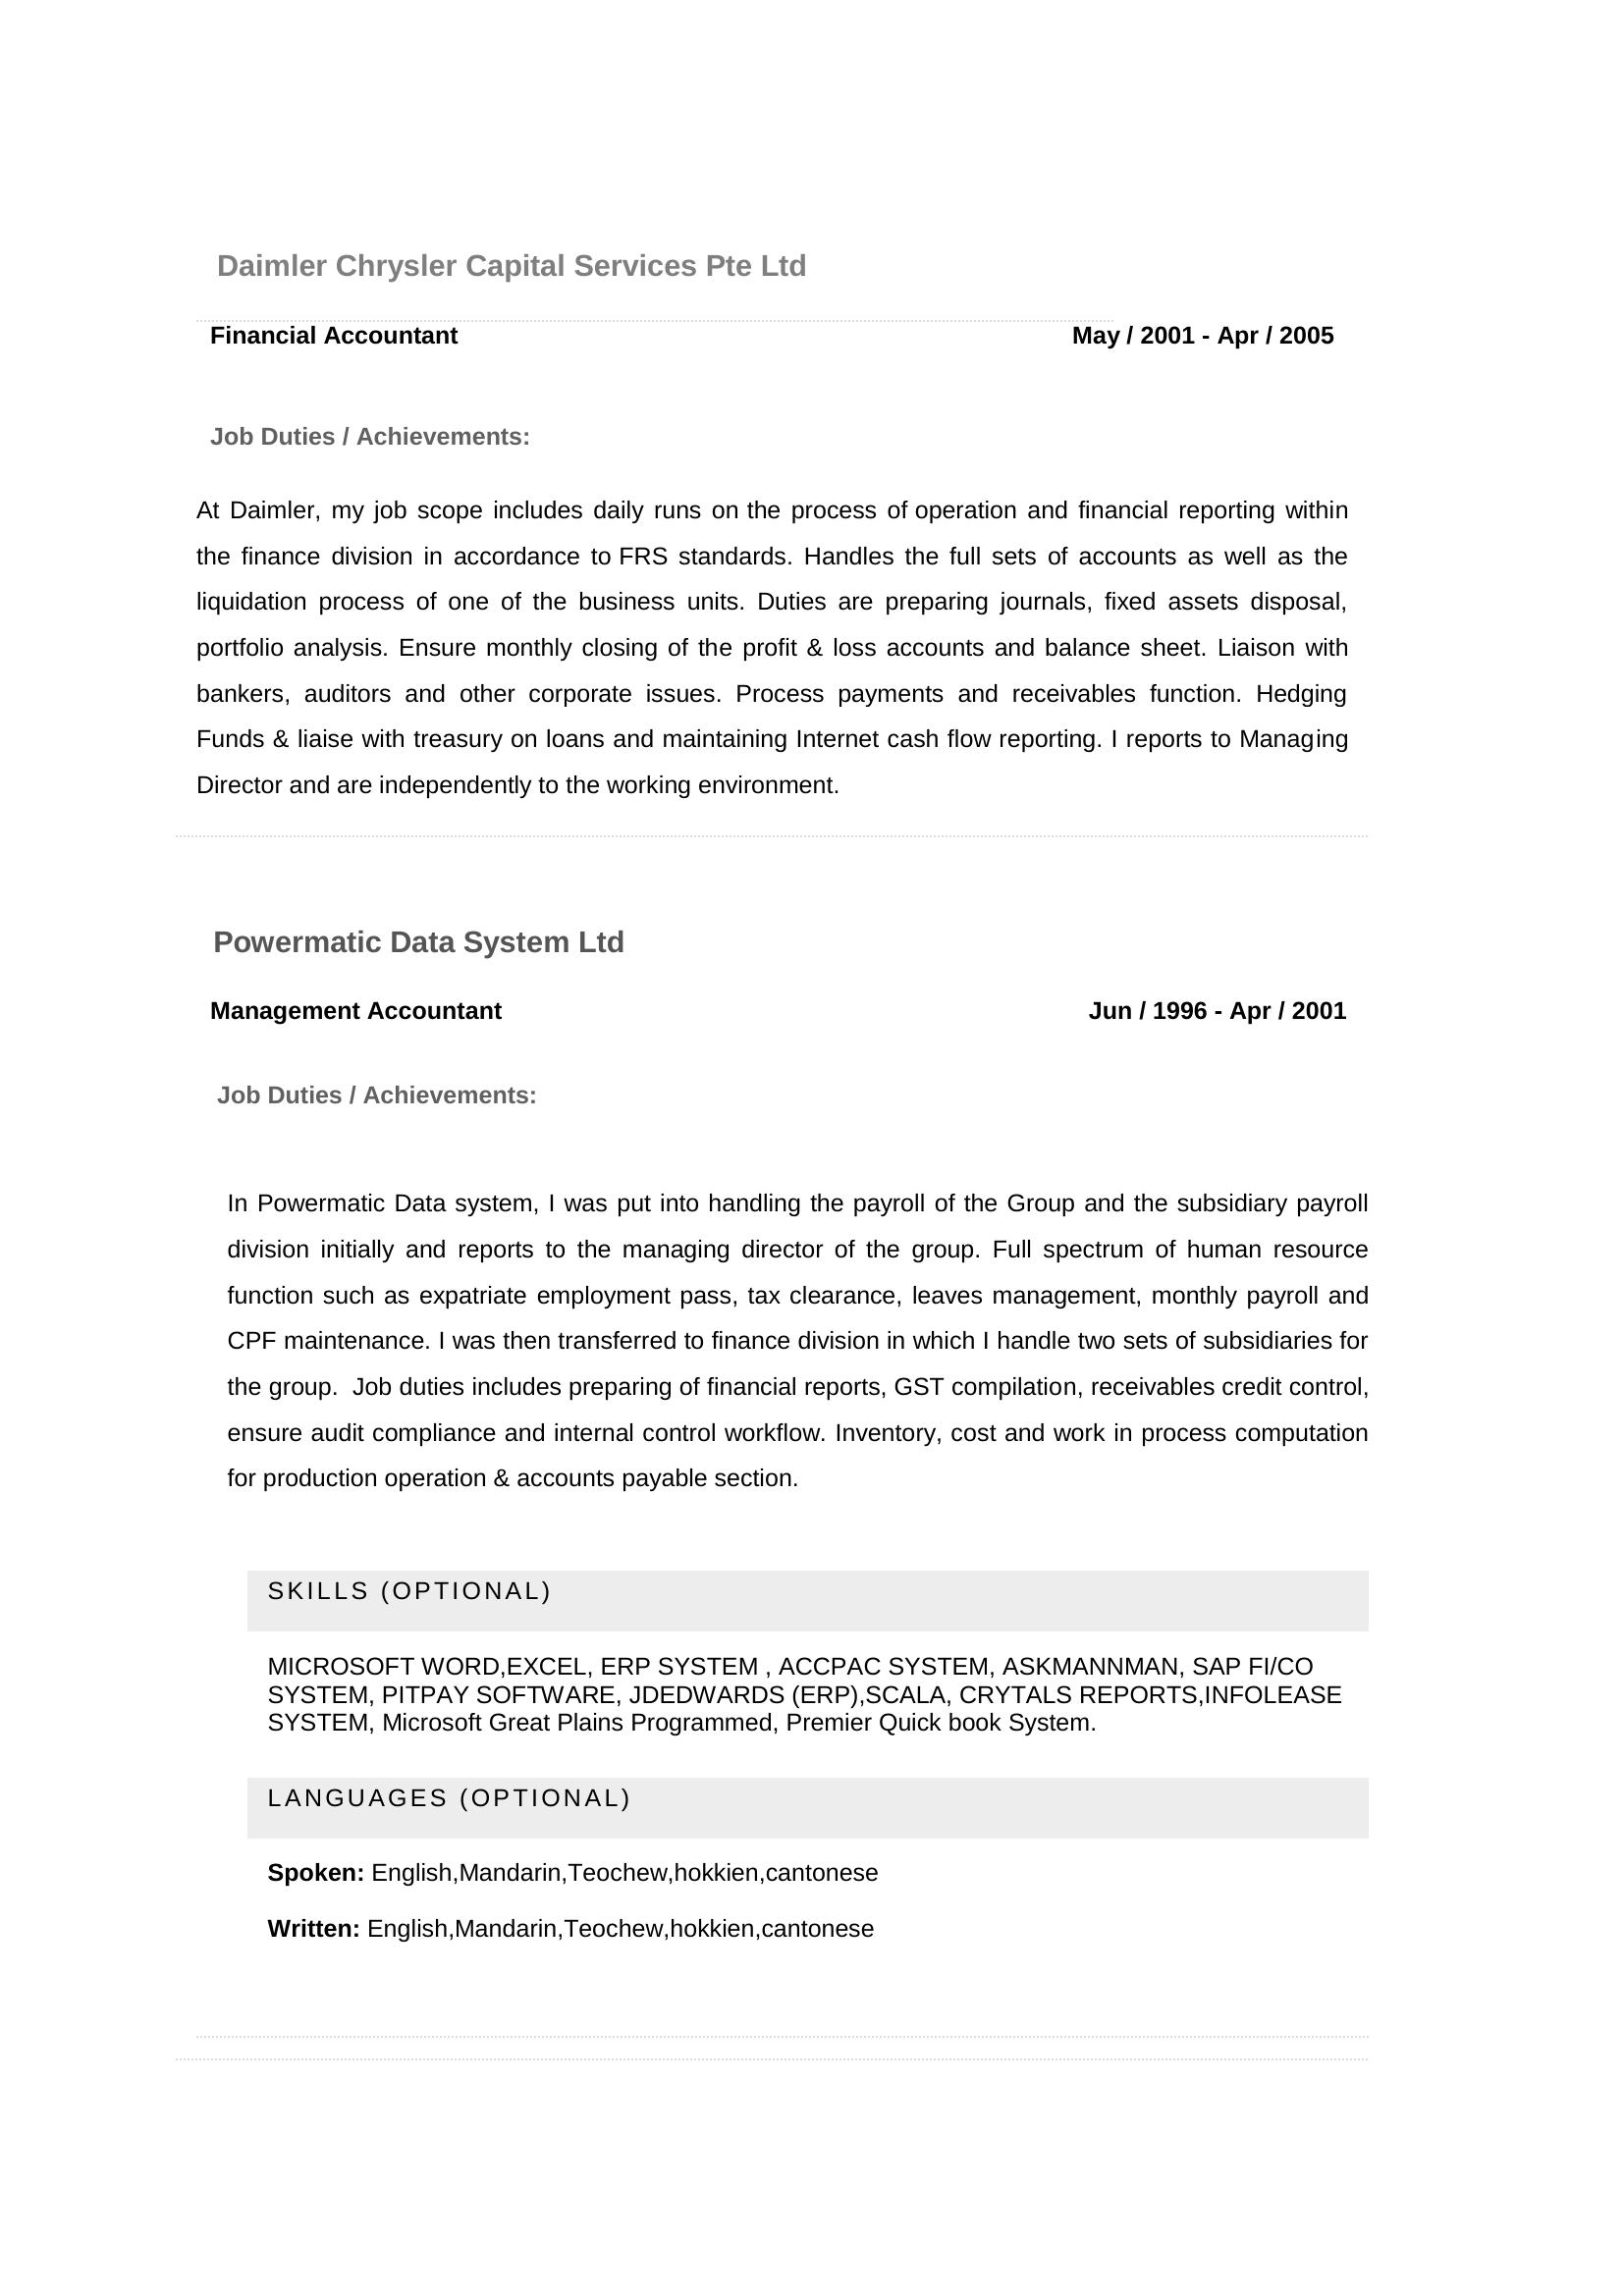 Daimler Chrysler Capital Services Pte Ltd
Financial Accountant May / 2001 - Apr / 2005
Job Duties / Achievements:
At Daimler, my job scope includes daily runs on the process of operation and financial reporting within
the finance division in accordance to FRS standards. Handles the full sets of accounts as well as the
liquidation process of one of the business units. Duties are preparing journals, fixed assets disposal,
portfolio analysis. Ensure monthly closing of the profit & loss accounts and balance sheet. Liaison with
bankers, auditors and other corporate issues. Process payments and receivables function. Hedging
Funds & liaise with treasury on loans and maintaining Internet cash flow reporting. I reports to Managing
Director and are independently to the working environment.
Powermatic Data System Ltd
Management Accountant Jun / 1996 - Apr / 2001
Job Duties / Achievements:
In Powermatic Data system, I was put into handling the payroll of the Group and the subsidiary payroll
division initially and reports to the managing director of the group. Full spectrum of human resource
function such as expatriate employment pass, tax clearance, leaves management, monthly payroll and
CPF maintenance. I was then transferred to finance division in which I handle two sets of subsidiaries for
the group. Job duties includes preparing of financial reports, GST compilation, receivables credit control,
ensure audit compliance and internal control workflow. Inventory, cost and work in process computation
for production operation & accounts payable section.
SKILLS (OPTIONAL)
MICROSOFT WORD,EXCEL, ERP SYSTEM , ACCPAC SYSTEM, ASKMANNMAN, SAP FI/CO
SYSTEM, PITPAY SOFTWARE, JDEDWARDS (ERP),SCALA, CRYTALS REPORTS,INFOLEASE
SYSTEM, Microsoft Great Plains Programmed, Premier Quick book System.
LANGUAGES (OPTIONAL)
Spoken: English,Mandarin,Teochew,hokkien,cantonese
Written: English,Mandarin,Teochew,hokkien,cantonese